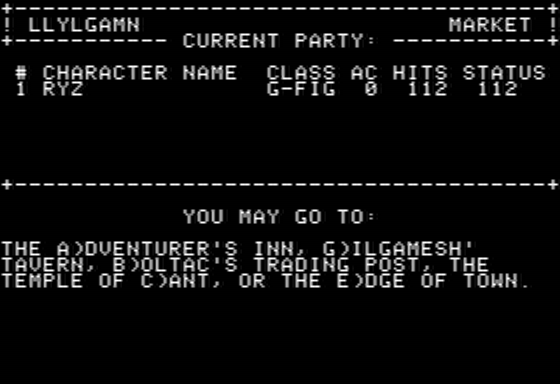 +--------------------------------------+
! LLYLGAMN                      MARKET !
+----------- CURRENT PARTY: -----------+
# CHARACTER NAME  CLASS AC HITS STATUS
1 RYZ             G-FIG  0  112  112
+--------------------------------------+
YOU MAY GO TO:
THE A)DVENTURER'S INN, G)ILGAMESH'
TAVERN, B)OLTAC'S TRADING POST, THE
TEMPLE OF C)ANT, OR THE E)DGE OF TOWN.